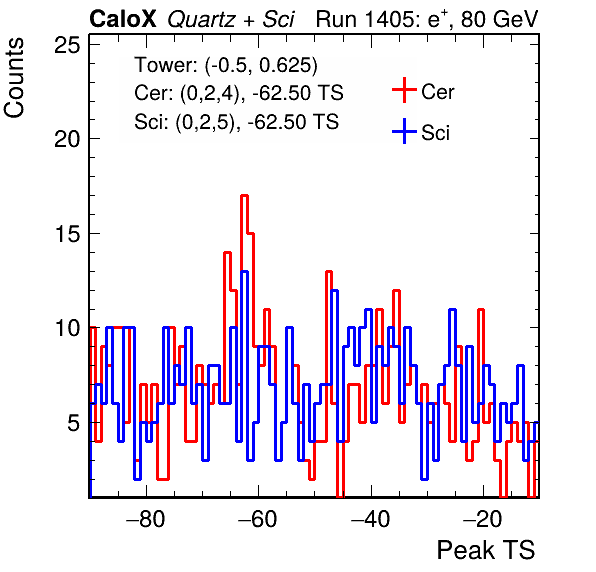 CaloX Quartz + Sci Run 1405: e+, 80 GeV
Counts
25
20
15
10
5
Tower: (-0.5, 0.625)
Cer: (0,2,4), -62.50 TS
Sci: (0,2,5), -62.50 TS
Cer
Sci
−80 −60 −40 −20
Peak TS